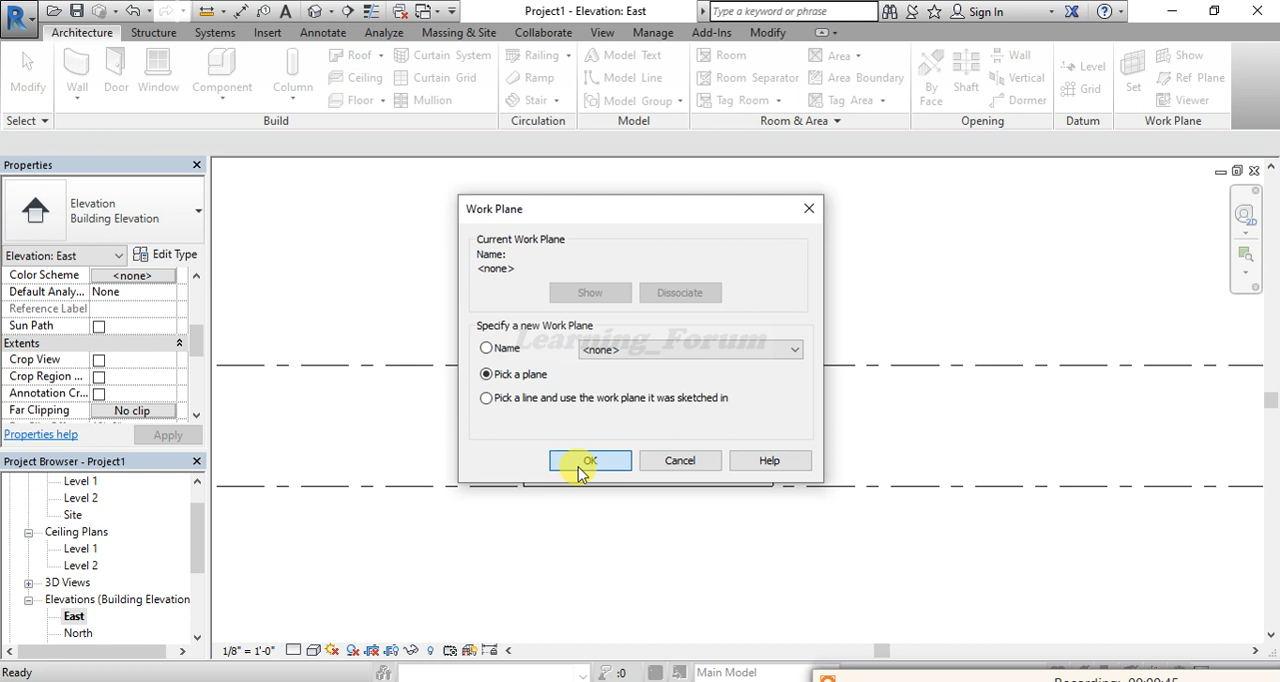 Project1 - Elevation: East
Type a keyword or phrase
Sign In
Architecture Structure Systems Insert Annotate Analyze Massing & Site Collaborate View Manage Add-Ins Modify
Modify Wall Door Window Component Column
Roof Curtain System
Ceiling Curtain Grid
Floor Mullion
Railing Model Text
Ramp Model Line
Stair Model Group
Room Area
Room Separator Area Boundary
Tag Room Tag Area
By Face Shaft
Wall
Vertical
Dormer
Level
Grid
Set
Show
Ref Plane
Viewer
Select Build Circulation Model Room & Area Opening Datum Work Plane
Properties
Elevation
Building Elevation
Elevation: East Edit Type
Color Scheme <none>
Default Analy... None
Reference Label
Sun Path
Extents
Crop View
Crop Region ...
Annotation Cr...
Far Clipping No clip
Properties help Apply
Project Browser - Project1
Level 1
Level 2
Site
Ceiling Plans
Level 1
Level 2
3D Views
Elevations (Building Elevation
East
North
Work Plane
Current Work Plane
Name:
<none>
Show Dissociate
Specify a new Work Plane
Learning_Forum
Name <none>
Pick a plane
Pick a line and use the work plane it was sketched in
OK Cancel Help
2D
1/8" = 1'-0"
Ready :0 Main Model
Recording: 00:00:45